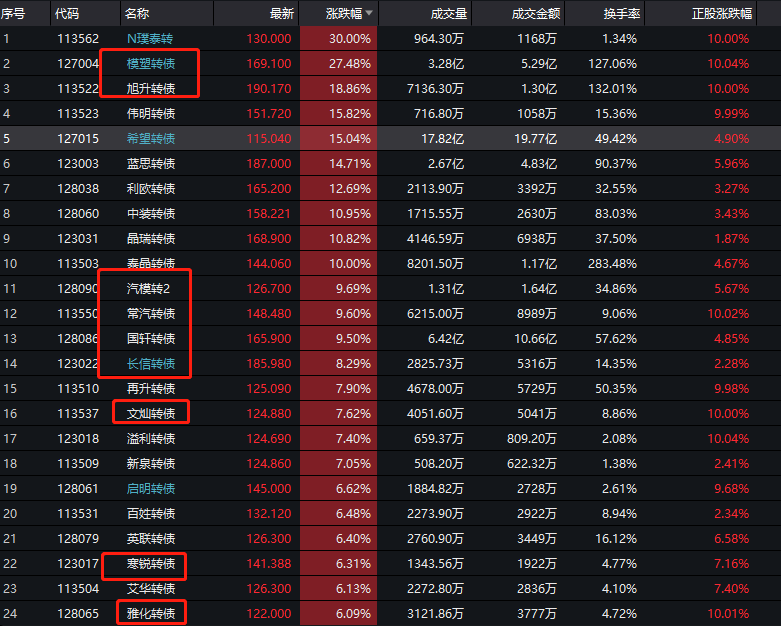 序号 代码 名称 最新 涨跌幅 成交量 成交金额 换手率 正股涨跌幅
1 113562 N璞泰转 130.000 30.00% 964.30万 1168万 1.34% 10.00%
2 127004 模塑转债 169.100 27.48% 3.28亿 5.29亿 127.06% 10.04%
3 113522 旭升转债 190.170 18.86% 7136.30万 1.30亿 132.01% 10.00%
4 113523 伟明转债 151.720 15.82% 716.80万 1058万 15.36% 9.99%
5 127015 希望转债 115.040 15.04% 17.82亿 19.77亿 49.42% 4.90%
6 123003 蓝思转债 187.000 14.71% 2.67亿 4.83亿 90.37% 5.96%
7 128038 利欧转债 165.200 12.69% 2113.90万 3392万 32.55% 3.27%
8 128060 中装转债 158.221 10.95% 1715.55万 2630万 83.03% 3.43%
9 123031 晶瑞转债 168.900 10.82% 4146.59万 6938万 37.50% 1.87%
10 113503 泰晶转债 144.060 10.00% 8201.50万 1.17亿 283.48% 4.67%
11 128090 汽模转2 126.700 9.69% 1.31亿 1.64亿 34.86% 5.67%
12 113550 常汽转债 148.480 9.60% 6215.00万 8989万 9.06% 10.02%
13 128086 国轩转债 165.900 9.50% 6.42亿 10.66亿 57.62% 4.85%
14 123022 长信转债 185.980 8.29% 2825.73万 5316万 14.35% 2.28%
15 113510 再升转债 125.090 7.90% 4678.00万 5729万 50.35% 9.98%
16 113537 文灿转债 124.880 7.62% 4051.60万 5041万 8.86% 10.00%
17 123018 溢利转债 124.690 7.40% 659.37万 809.20万 2.08% 10.04%
18 113509 新泉转债 124.860 7.05% 508.20万 622.32万 1.38% 2.41%
19 128061 启明转债 145.000 6.62% 1884.82万 2728万 2.61% 9.68%
20 113531 百姓转债 132.120 6.48% 2273.90万 2922万 8.94% 2.34%
21 128079 英联转债 126.300 6.40% 2760.90万 3449万 16.12% 6.58%
22 123017 寒锐转债 141.388 6.31% 1343.56万 1922万 4.77% 7.16%
23 113504 艾华转债 126.300 6.13% 2272.80万 2836万 4.10% 7.40%
24 128065 雅化转债 122.000 6.09% 3121.86万 3777万 4.72% 10.01%